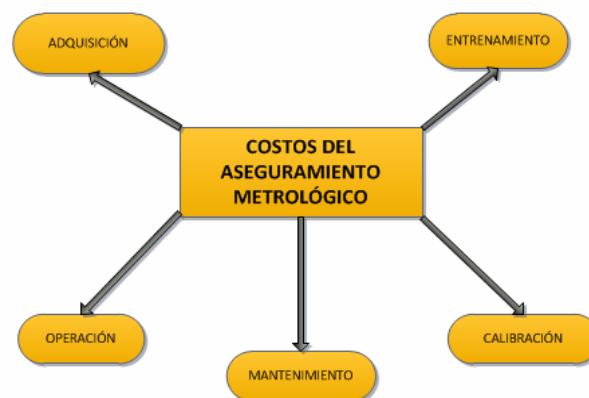 ADQUISICIÓN
ENTRENAMIENTO
COSTOS DEL
ASEGURAMIENTO
METROLÓGICO
OPERACIÓN
CALIBRACIÓN
MANTENIMIENTO